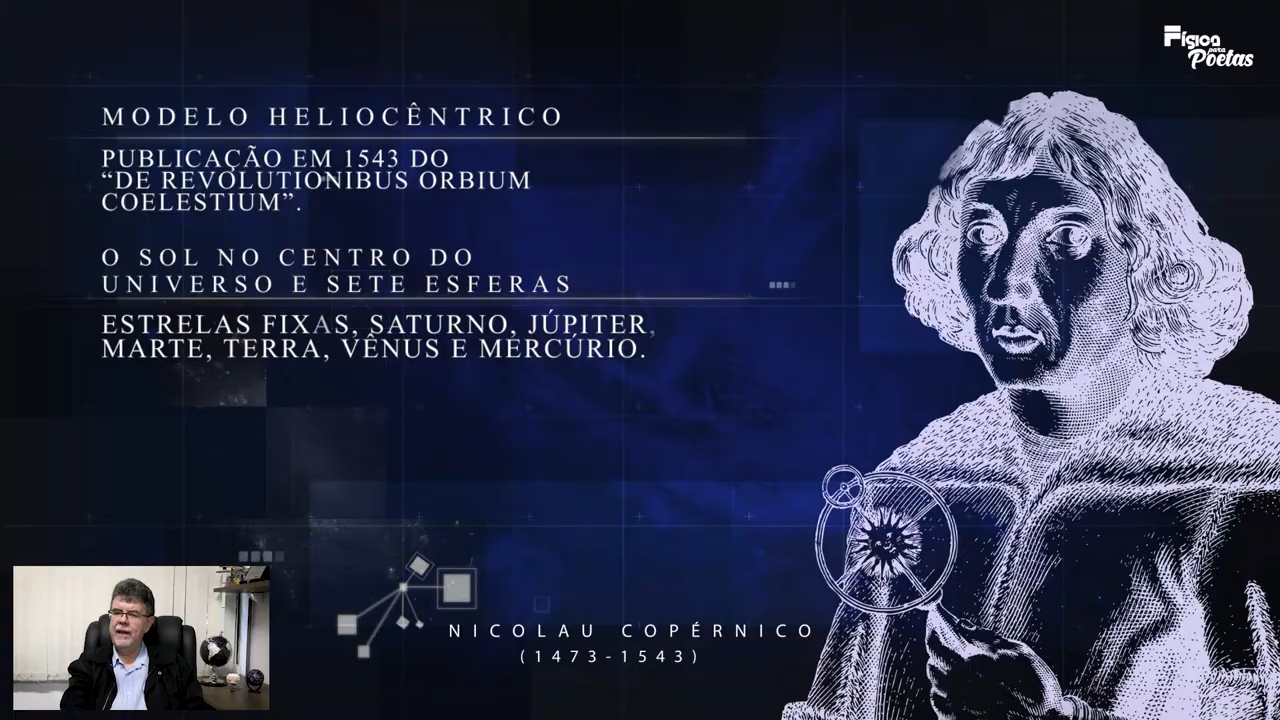 Física
para
Poetas
MODELO HELIOCÊNTRICO
PUBLICAÇÃO EM 1543 DO
“DE REVOLUTIONIBUS ORBIUM
COELESTIUM”.
O SOL NO CENTRO DO
UNIVERSO E SETE ESFERAS
ESTRELAS FIXAS, SATURNO, JÚPITER,
MARTE, TERRA, VÊNUS E MERCÚRIO.
NICOLAU COPÉRNICO
(1473-1543)